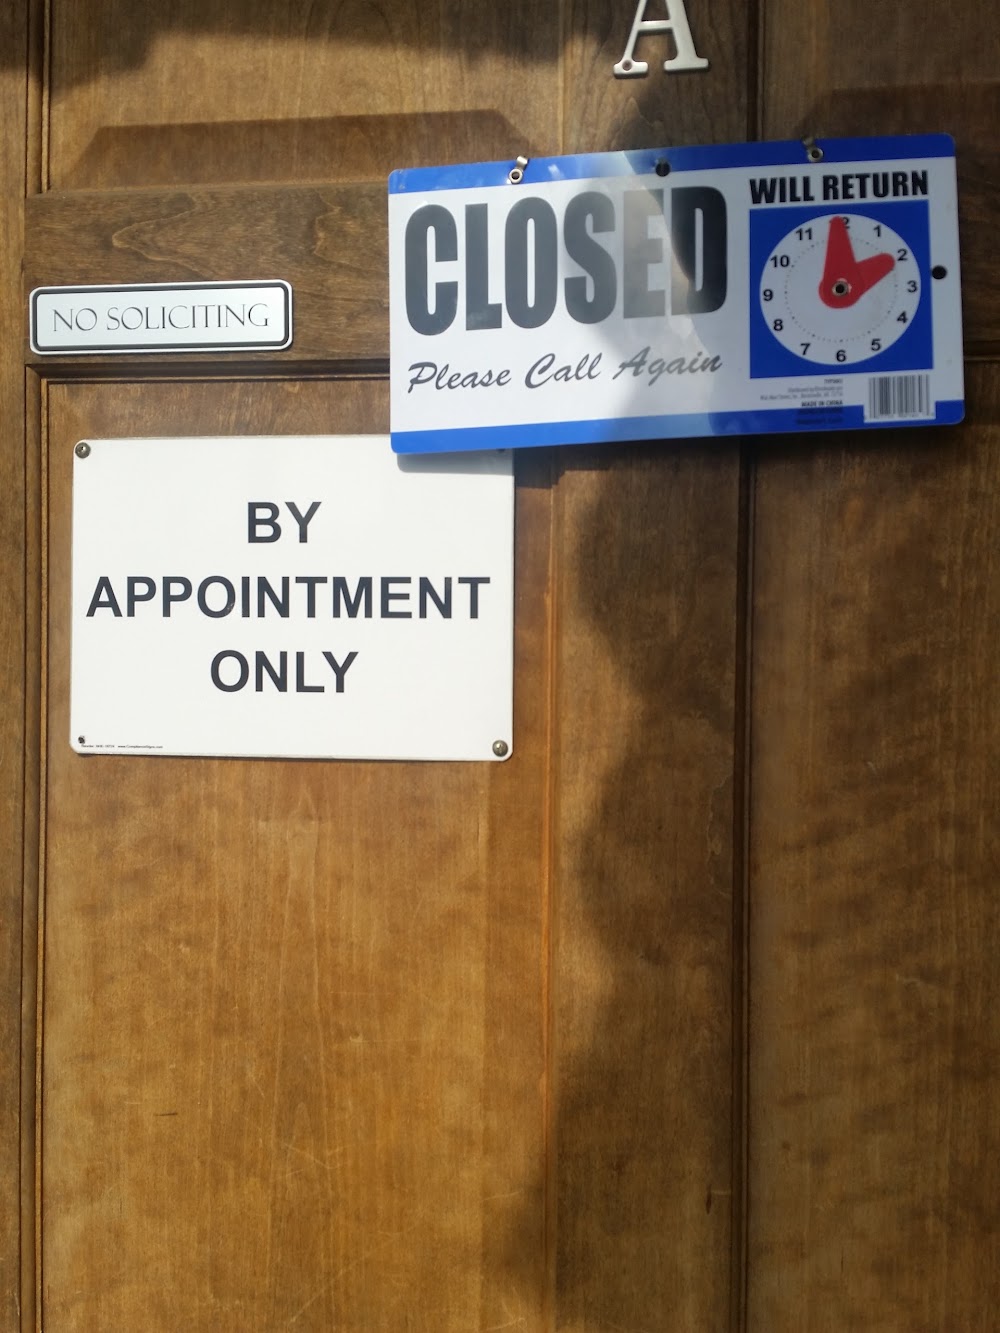 A
CLOSED
Please Call Again
WILL RETURN
12
1
2
3
4
5
6
7
8
9
10
11
MADE IN CHINA
NO SOLICITING
BY
APPOINTMENT
ONLY